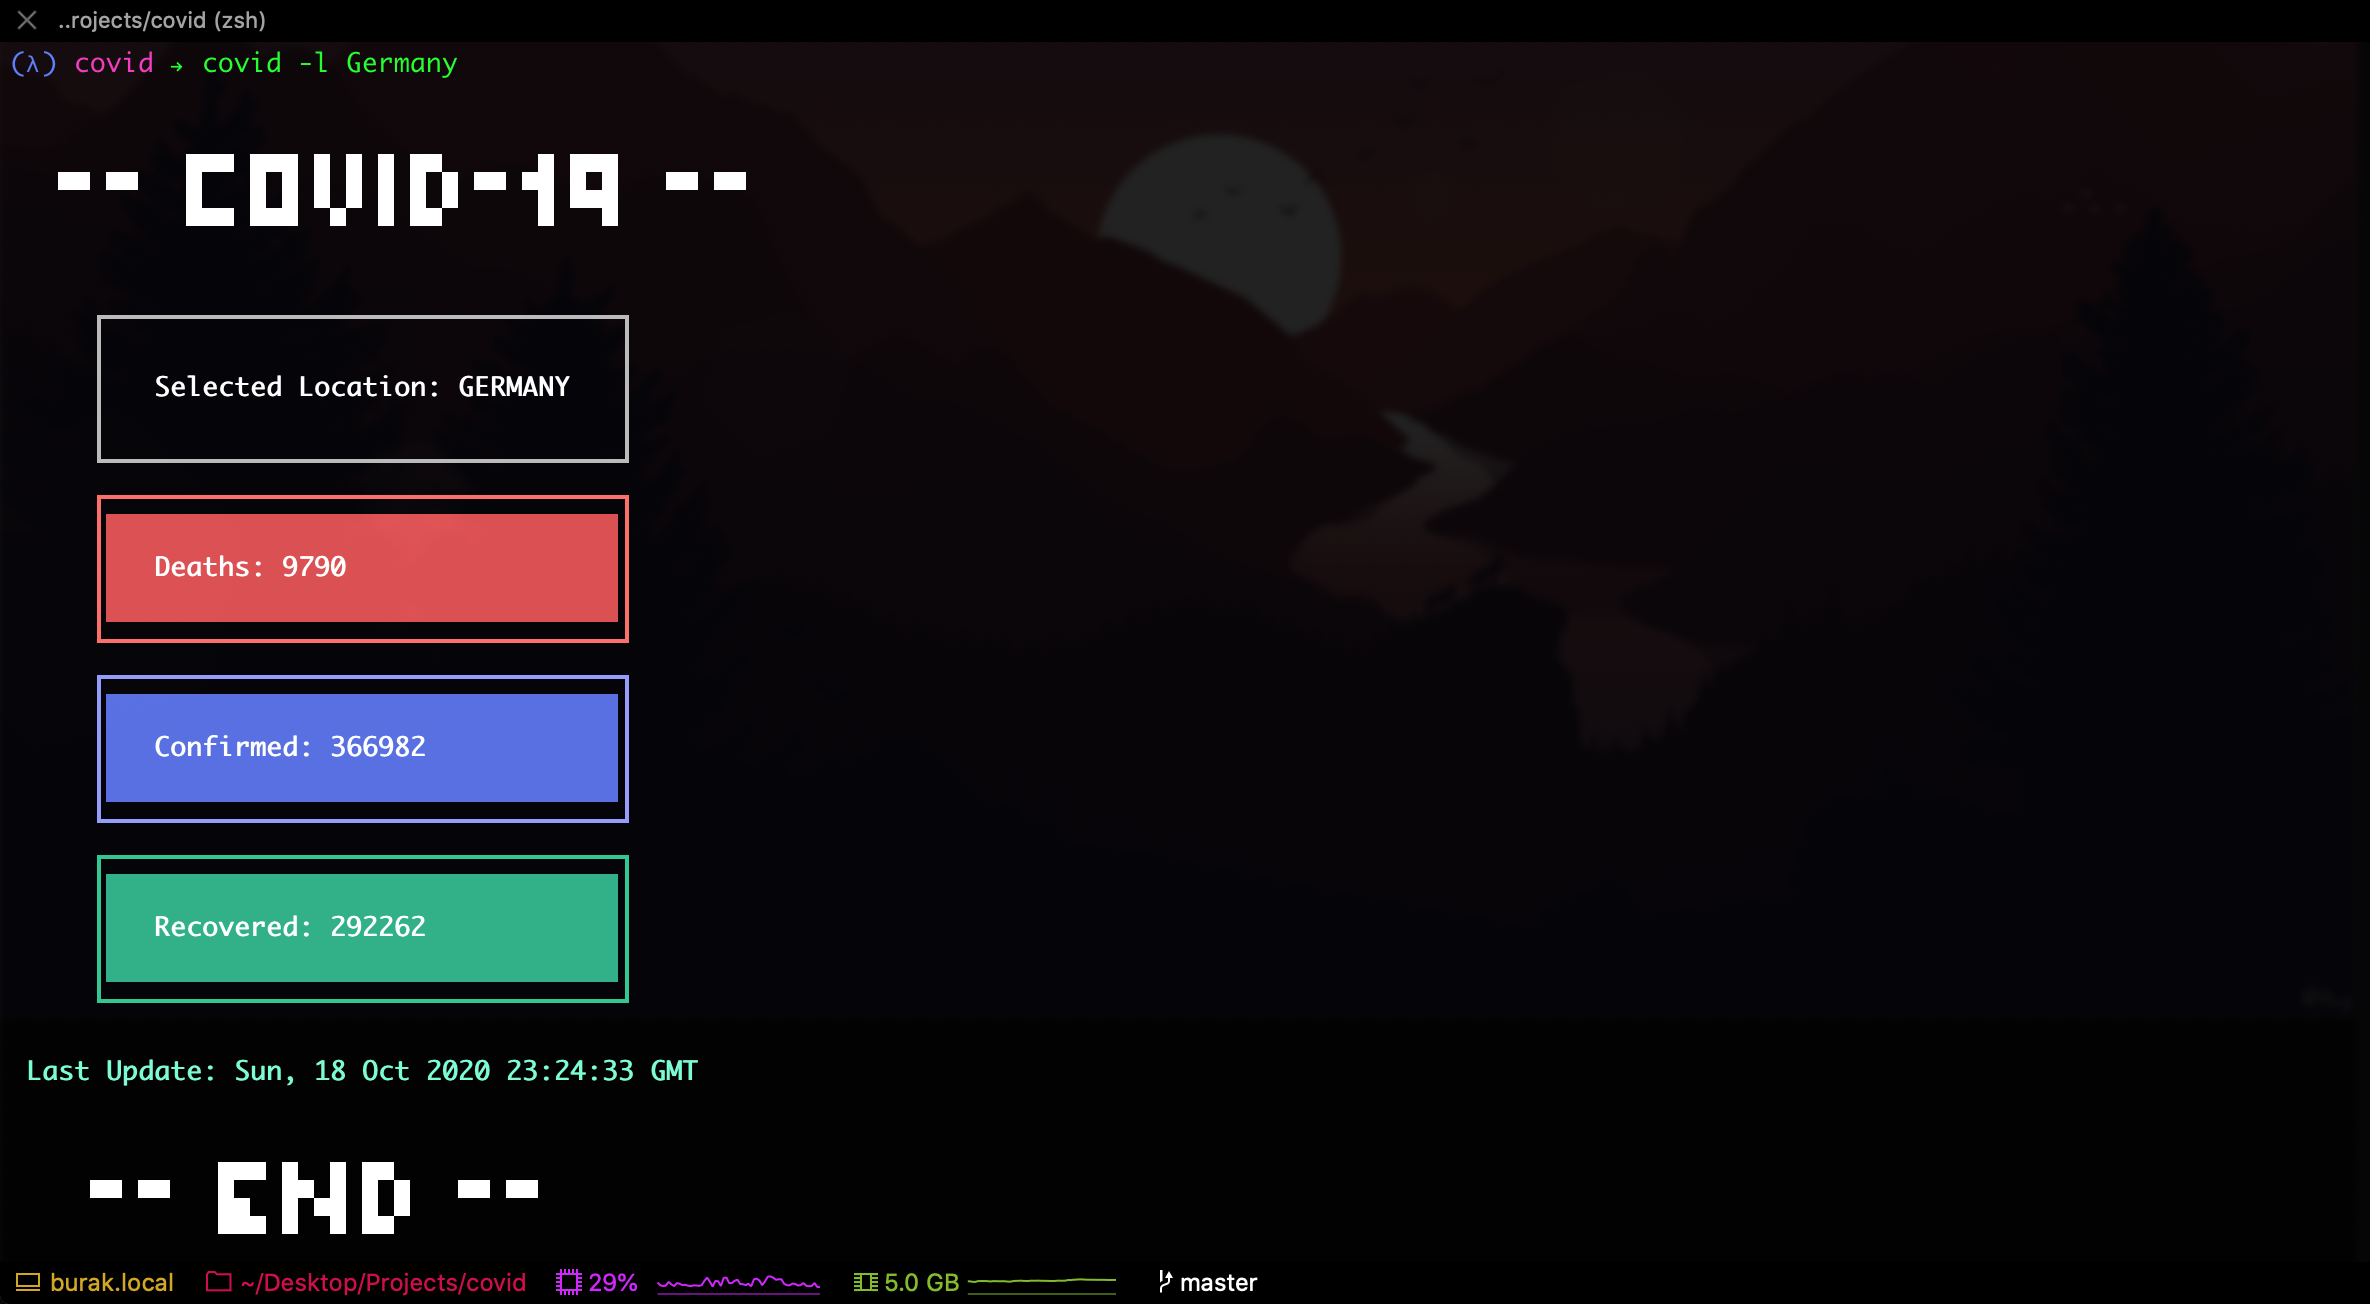 ..rojects/covid (zsh)
(λ) covid → covid -l Germany
-- COVID-19 --
Selected Location: GERMANY
Deaths: 9790
Confirmed: 366982
Recovered: 292262
Last Update: Sun, 18 Oct 2020 23:24:33 GMT
-- END --
burak.local ~/Desktop/Projects/covid 29% 5.0 GB master